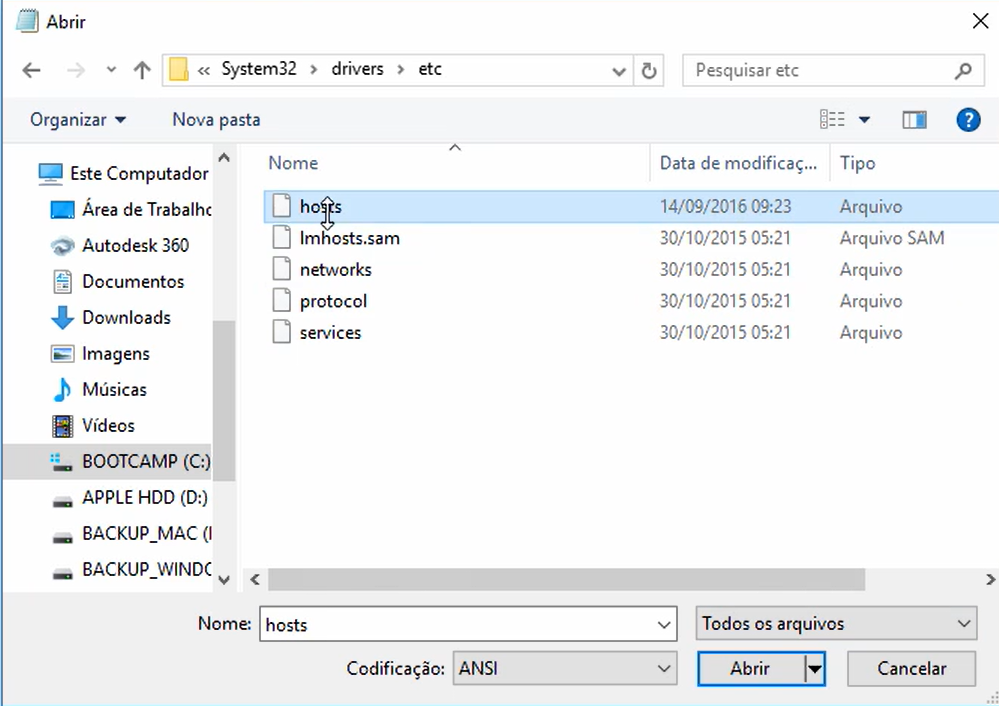 Abrir
« System32 > drivers > etc
Pesquisar etc
Organizar
Nova pasta
Nome
Data de modificaç...
Tipo
Este Computador
Área de Trabalho
Autodesk 360
Documentos
Downloads
Imagens
Músicas
Vídeos
BOOTCAMP (C:)
APPLE HDD (D:)
BACKUP_MAC (
BACKUP_WINDO
hosts 14/09/2016 09:23 Arquivo
lmhosts.sam 30/10/2015 05:21 Arquivo SAM
networks 30/10/2015 05:21 Arquivo
protocol 30/10/2015 05:21 Arquivo
services 30/10/2015 05:21 Arquivo
Nome: hosts
Todos os arquivos
Codificação: ANSI
Abrir
Cancelar